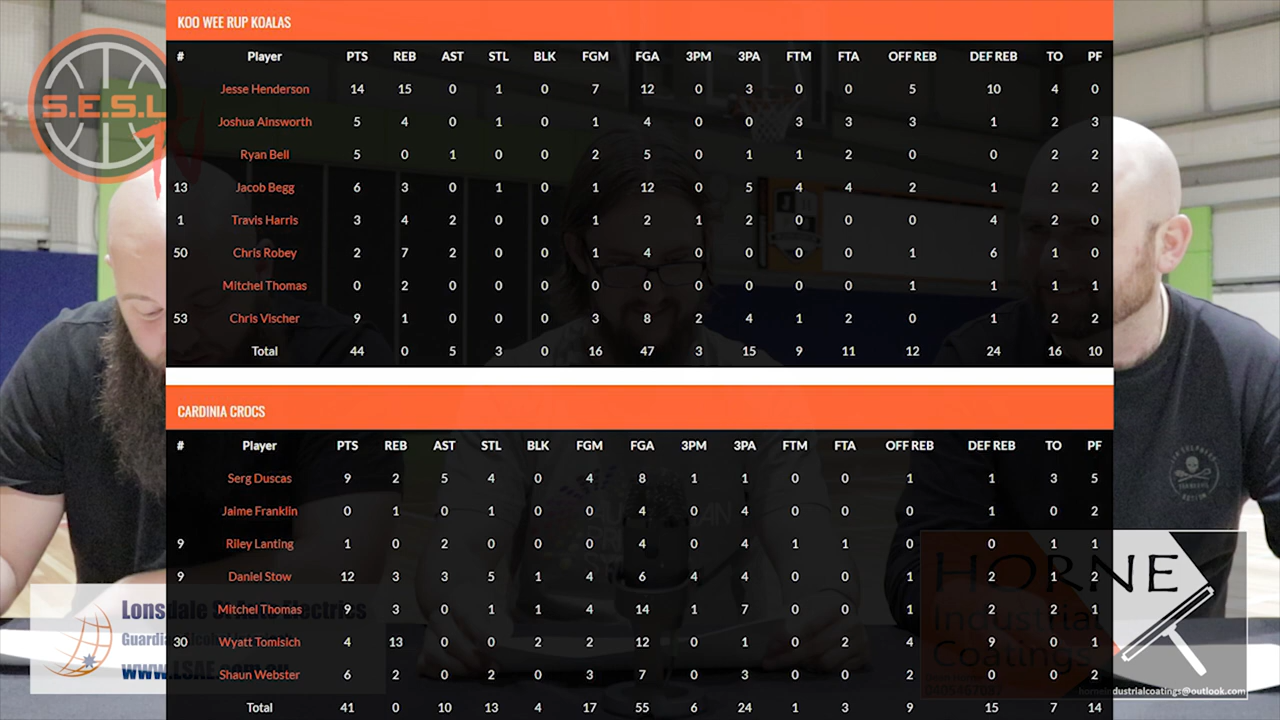 KOO WEE RUP KOALAS
# Player PTS REB AST STL BLK FGM FGA 3PM 3PA FTM FTA OFF REB DEF REB TO PF
Jesse Henderson 14 15 0 1 0 7 12 0 3 0 0 5 10 4 0
Joshua Ainsworth 5 4 0 1 0 1 4 0 0 3 3 3 1 2 3
Ryan Bell 5 0 1 0 0 2 5 0 1 1 2 0 0 2 2
13 Jacob Begg 6 3 0 1 0 1 12 0 5 4 4 2 1 2 2
1 Travis Harris 3 4 2 0 0 1 2 1 2 0 0 0 4 2 0
50 Chris Robey 2 7 2 0 0 1 4 0 0 0 0 1 6 1 0
Mitchel Thomas 0 2 0 0 0 0 0 0 0 0 0 1 1 1 1
53 Chris Vischer 9 1 0 0 0 3 8 2 4 1 2 0 1 2 2
Total 44 0 5 3 0 16 47 3 15 9 11 12 24 16 10
S.E.S.L
TV
CARDINIA CROCS
# Player PTS REB AST STL BLK FGM FGA 3PM 3PA FTM FTA OFF REB DEF REB TO PF
Serg Duscas 9 2 5 4 0 4 8 1 1 0 0 1 1 3 5
Jaime Franklin 0 1 0 1 0 0 4 0 4 0 0 0 1 0 2
9 Riley Lanting 1 0 2 0 0 0 4 0 4 1 1 0 0 1 1
9 Daniel Stow 12 3 3 5 1 4 6 4 4 0 0 1 2 1 2
Mitchel Thomas 9 3 0 1 1 4 14 1 7 0 0 1 2 2 1
30 Wyatt Tomisich 4 13 0 0 2 2 12 0 1 0 2 4 9 0 1
Shaun Webster 6 2 0 2 0 3 7 0 3 0 0 2 0 0 2
Total 41 0 10 13 4 17 55 6 24 1 3 9 15 7 14
Lonsdale Electrics
www.LSAE.com.au
HORNE
Industrial
Coatings
horneindustrialcoatings@outlook.com